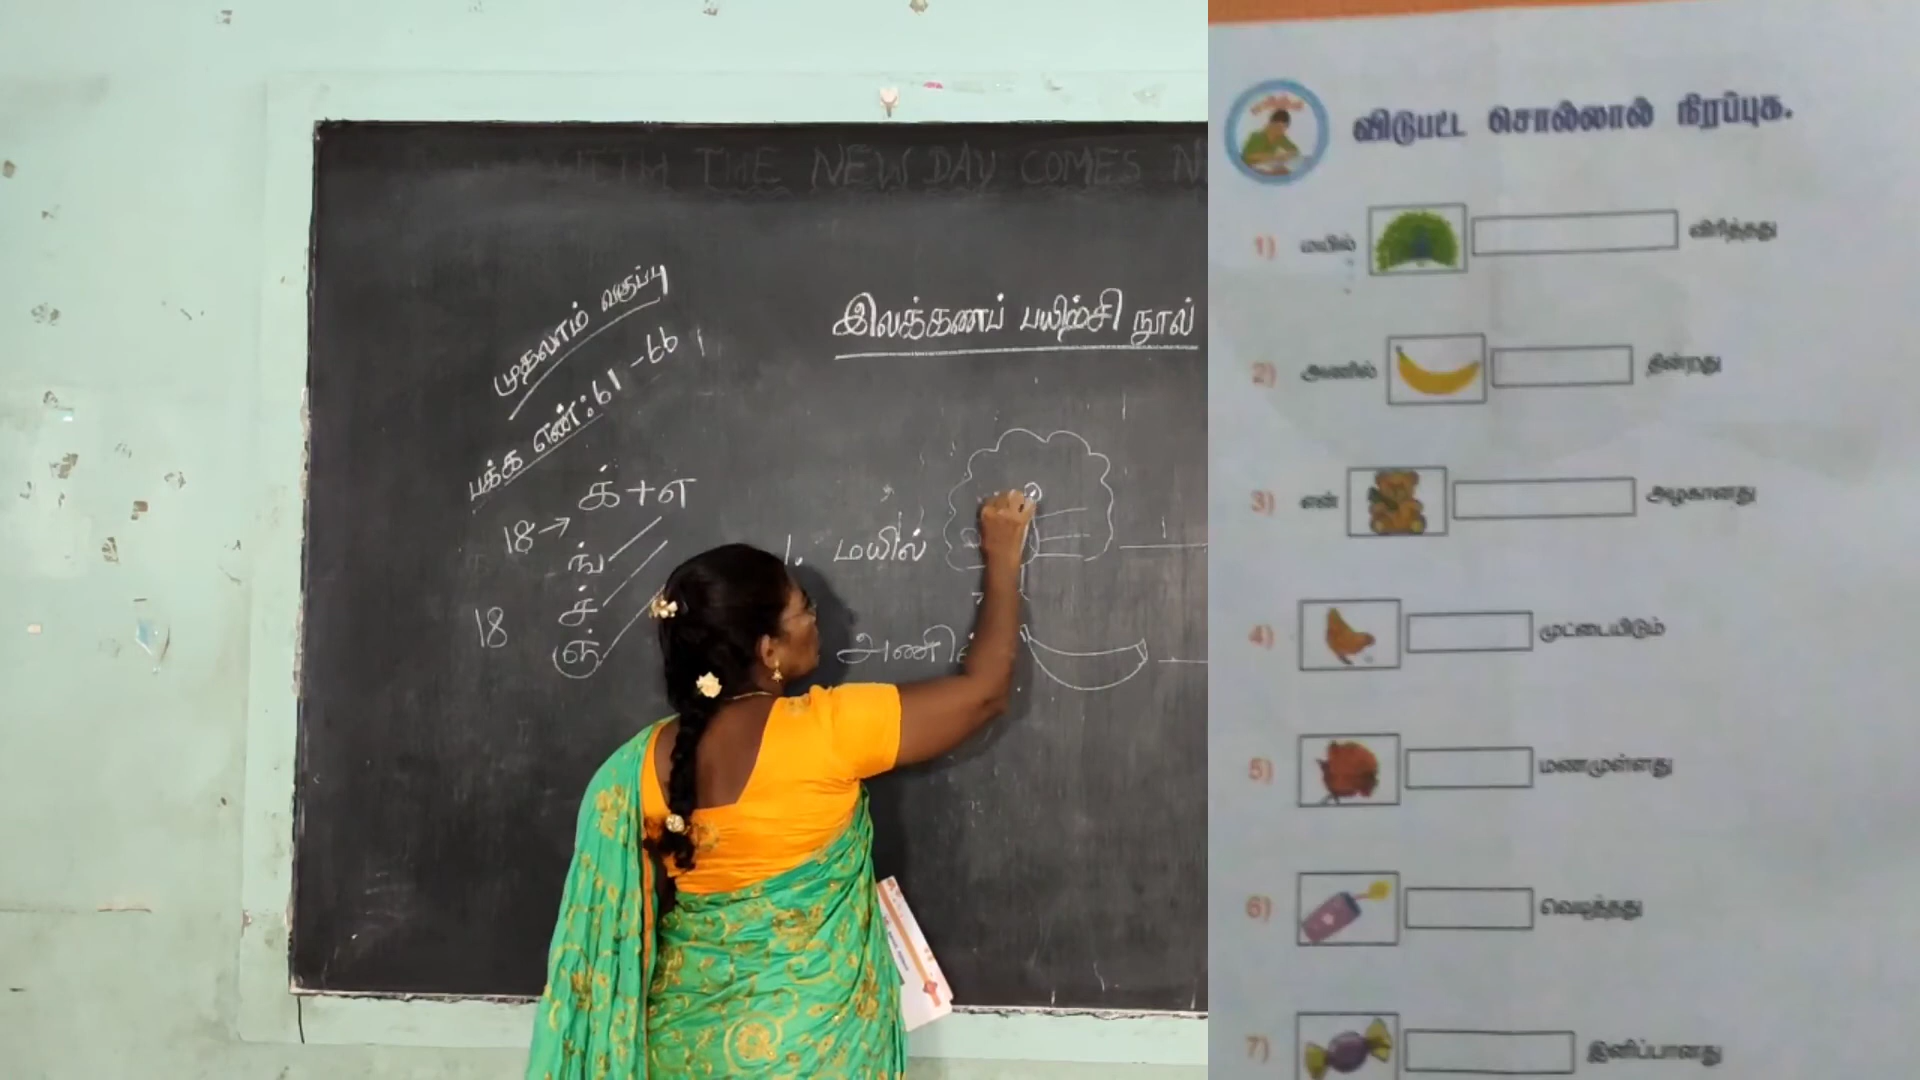 THE NEW DAY COMES
முதலாம் வகுப்பு
பக்க எண்: 61 - 66
இலக்கணப் பயிற்சி நூல்
18 → க் + எ
ங்
18 ச்
ஞ்
1. மயில்
அணில்
விடுபட்ட சொல்லால் நிரப்புக.
1) மயில் விரித்தது
2) அணில் தின்றது
3) என் அழகானது
4) முட்டையிடும்
5) மணமுள்ளது
6) வெடித்தது
7) இனிப்பானது